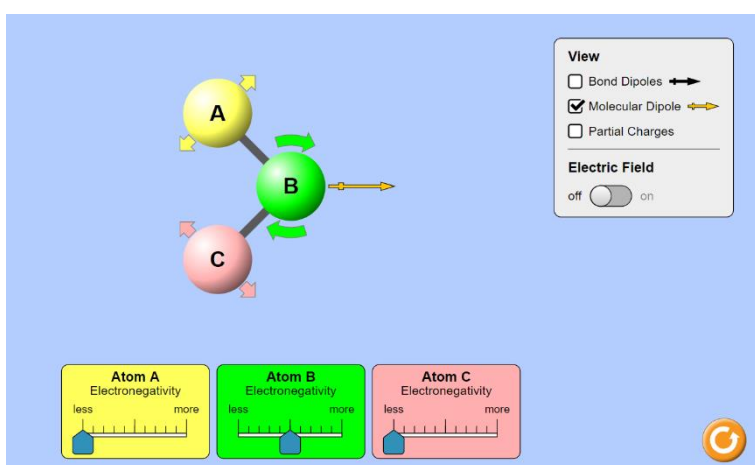 A
B
C
View
Bond Dipoles
Molecular Dipole
Partial Charges
Electric Field
off on
Atom A
Electronegativity
less more
Atom B
Electronegativity
less more
Atom C
Electronegativity
less more